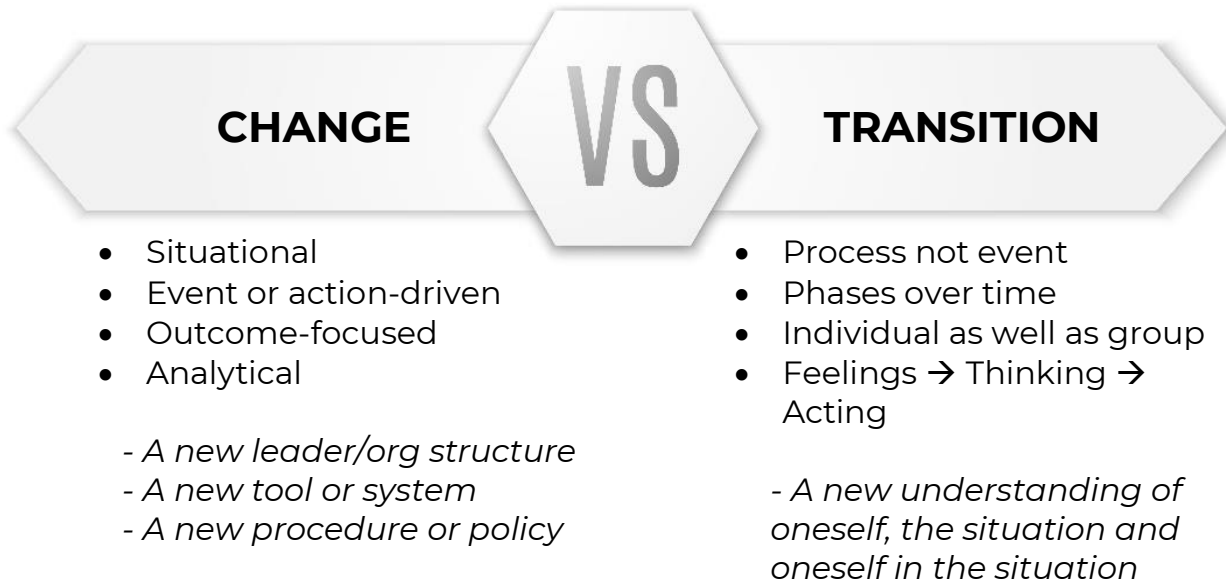 CHANGE
VS
TRANSITION
• Situational
• Event or action-driven
• Outcome-focused
• Analytical
- A new leader/org structure
- A new tool or system
- A new procedure or policy
• Process not event
• Phases over time
• Individual as well as group
• Feelings → Thinking →
Acting
- A new understanding of
oneself, the situation and
oneself in the situation